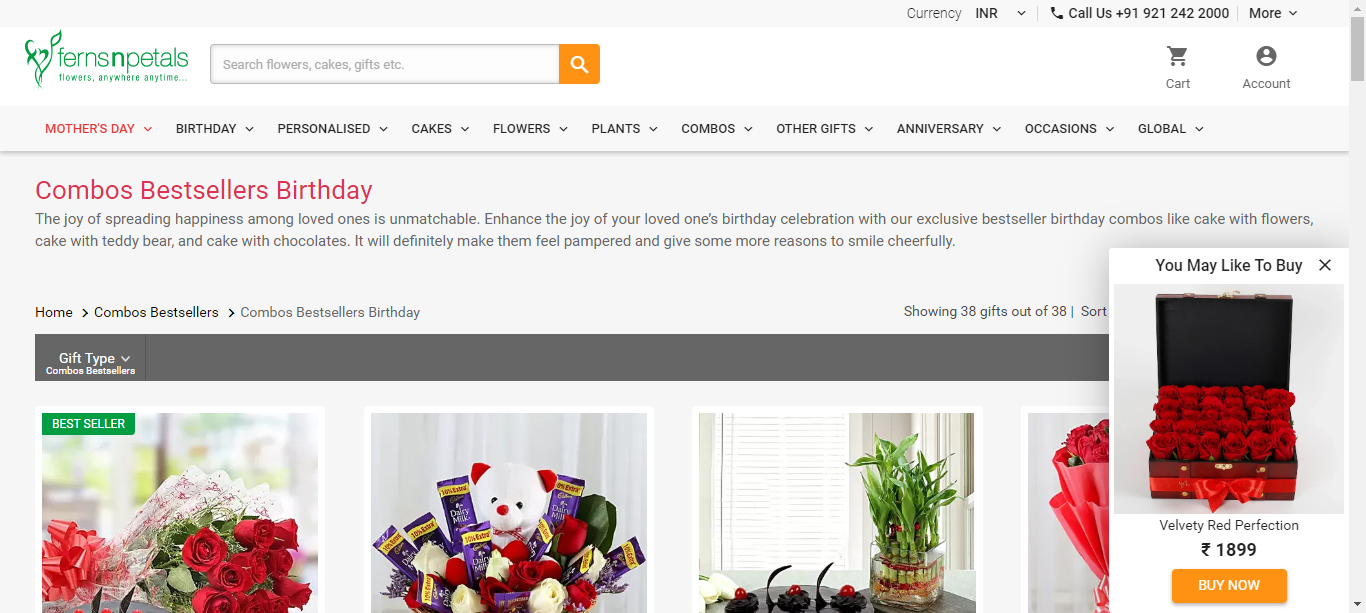 Currency INR
Call Us +91 921 242 2000
More
fernsnpetals
flowers, anywhere anytime...
Search flowers, cakes, gifts etc.
Cart
Account
MOTHER'S DAY
BIRTHDAY
PERSONALISED
CAKES
FLOWERS
PLANTS
COMBOS
OTHER GIFTS
ANNIVERSARY
OCCASIONS
GLOBAL
Combos Bestsellers Birthday
The joy of spreading happiness among loved ones is unmatchable. Enhance the joy of your loved one’s birthday celebration with our exclusive bestseller birthday combos like cake with flowers,
cake with teddy bear, and cake with chocolates. It will definitely make them feel pampered and give some more reasons to smile cheerfully.
Home > Combos Bestsellers > Combos Bestsellers Birthday
Showing 38 gifts out of 38 | Sort
Gift Type
Combos Bestsellers
BEST SELLER
10% Extra
Cadbury
Dairy
Milk
You May Like To Buy
Velvety Red Perfection
₹ 1899
BUY NOW